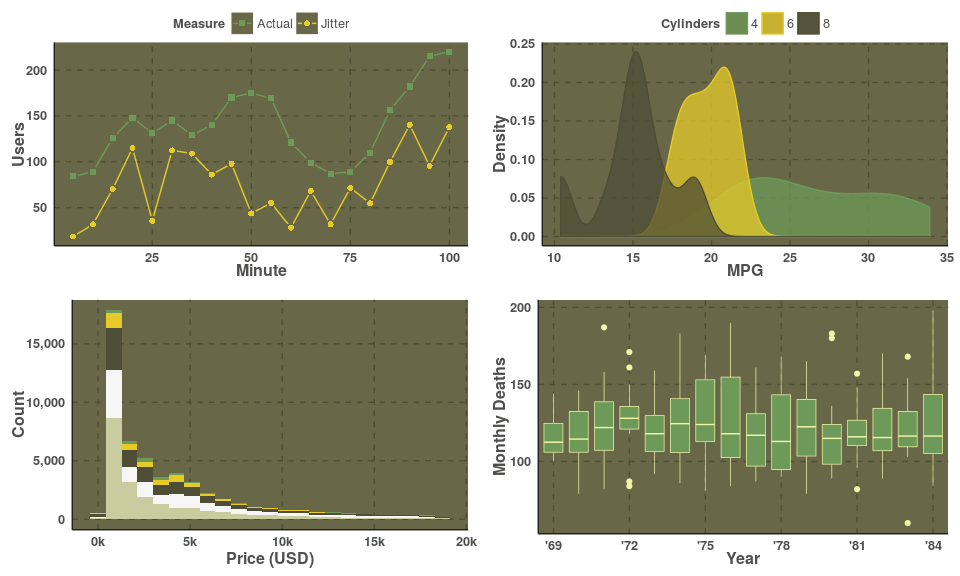 Measure Actual Jitter
200
150
100
50
Users
25 50 75 100
Minute
Cylinders 4 6 8
0.25
0.20
0.15
0.10
0.05
0.00
Density
10 15 20 25 30 35
MPG
15,000
10,000
5,000
0
Count
0k 5k 10k 15k 20k
Price (USD)
200
150
100
Monthly Deaths
'69 '72 '75 '78 '81 '84
Year